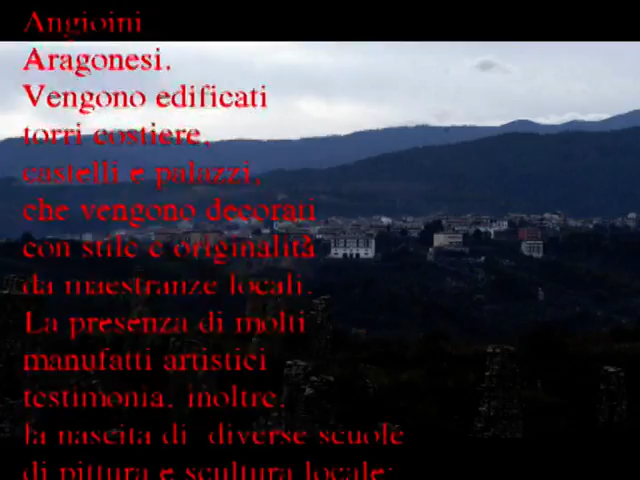 Angioini
Aragonesi.
Vengono edificati
torri costiere,
castelli e palazzi,
che vengono decorati
con stile e originalità
da maestranze locali.
La presenza di molti
manufatti artistici
testimonia, inoltre,
la nascita di diverse scuole
di pittura e scultura locale;